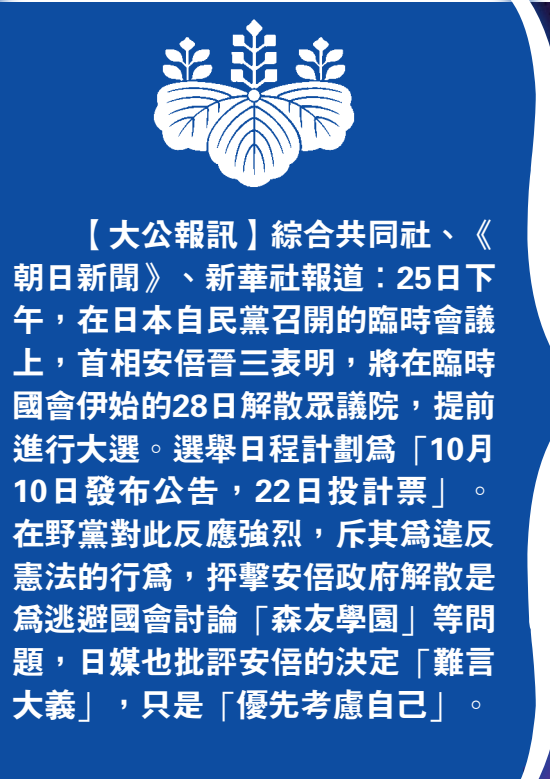 【大公報訊】綜合共同社、《
朝日新聞》、新華社報道：25日下
午，在日本自民黨召開的臨時會議
上，首相安倍晉三表明，將在臨時
國會伊始的28日解散眾議院，提前
進行大選。選舉日程計劃爲「10月
10日發布公告，22日投計票」。
在野黨對此反應強烈，斥其爲違反
憲法的行爲，抨擊安倍政府解散是
爲逃避國會討論「森友學園」等問
題，日媒也批評安倍的決定「難言
大義」，只是「優先考慮自己」。